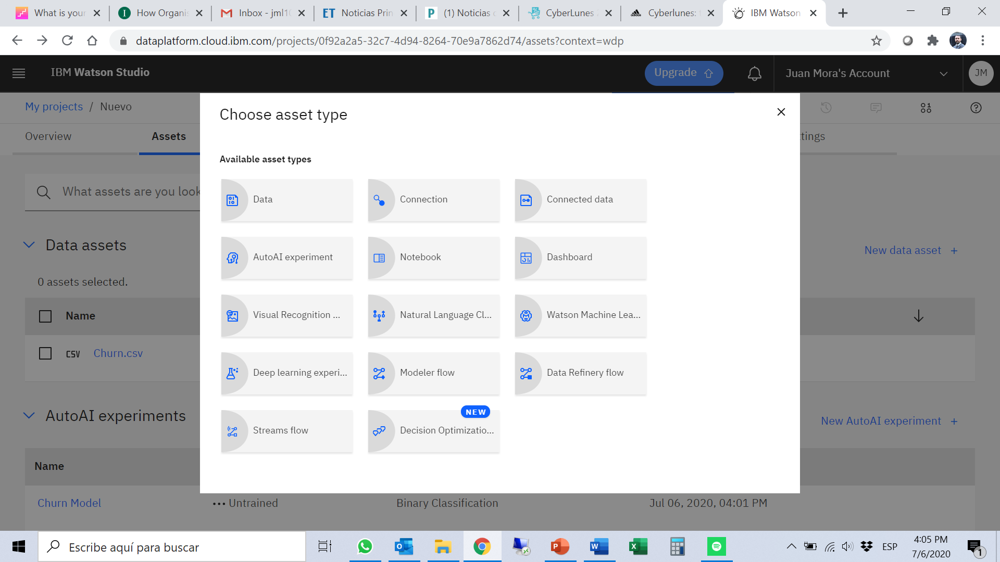 What is your
How Organis
Inbox - jml10
Noticias Prin
(1) Noticias
CyberLunes
Cyberlunes:
IBM Watson
dataplatform.cloud.ibm.com/projects/0f92a2a5-32c7-4d94-8264-70e9a7862d74/assets?context=wdp
IBM Watson Studio
Upgrade
Juan Mora's Account
JM
My projects / Nuevo
Overview
Assets
ttings
What assets are you look
Choose asset type
Available asset types
Data
Connection
Connected data
AutoAI experiment
Notebook
Dashboard
Visual Recognition ...
Natural Language Cl...
Watson Machine Lea...
Deep learning experi...
Modeler flow
Data Refinery flow
Streams flow
NEW
Decision Optimizatio...
Data assets
New data asset +
0 assets selected.
Name
CSV Churn.csv
AutoAI experiments
New AutoAI experiment +
Name
Churn Model
Untrained
Binary Classification
Jul 06, 2020, 04:01 PM
Escribe aquí para buscar
ESP
4:05 PM
7/6/2020
1